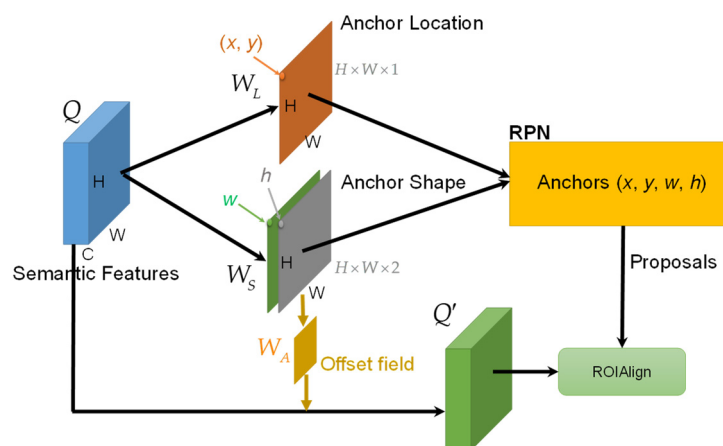 Anchor Location
(x, y)
H×W×1
W_L
H
W
Q
H
W
C
Semantic Features
RPN
Anchors (x, y, w, h)
Anchor Shape
h
w
W_S
H
W
H×W×2
Proposals
Q'
W_A
Offset field
ROIAlign